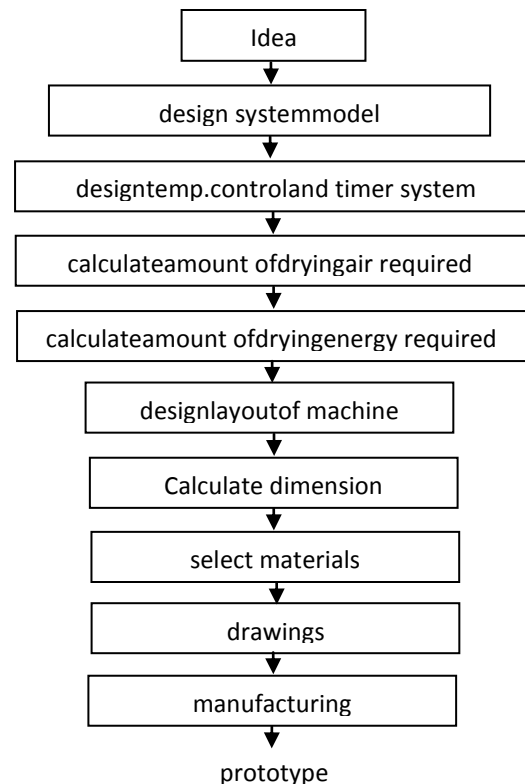 Idea
design systemmodel
designtemp.controland timer system
calculateamount ofdryingair required
calculateamount ofdryingenergy required
designlayoutof machine
Calculate dimension
select materials
drawings
manufacturing
prototype